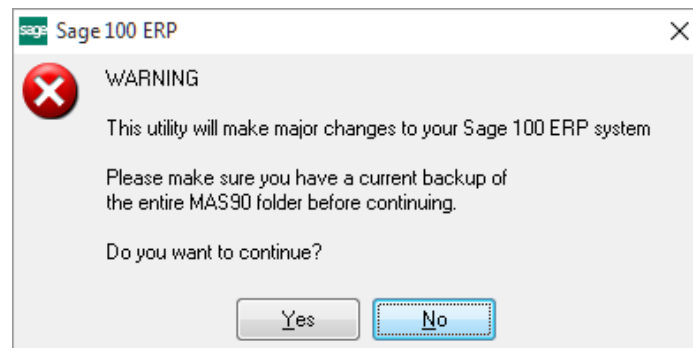 sage Sage 100 ERP
WARNING
This utility will make major changes to your Sage 100 ERP system
Please make sure you have a current backup of
the entire MAS90 folder before continuing.
Do you want to continue?
Yes No